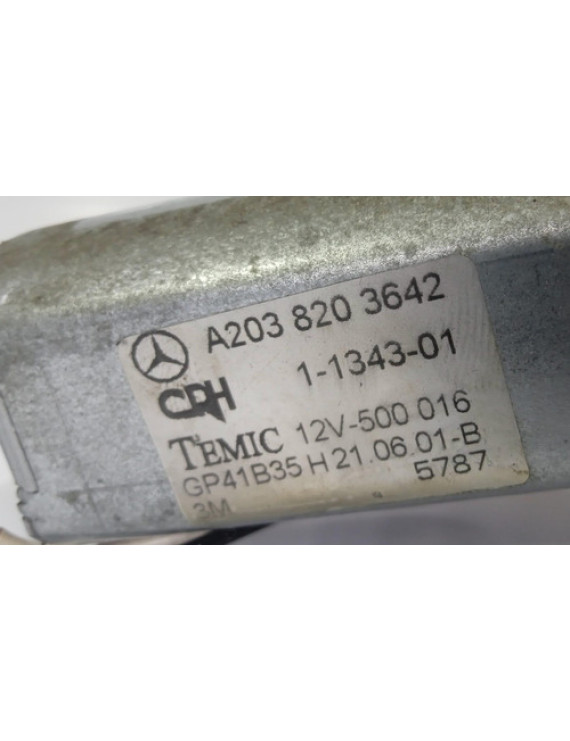 A203 820 3642
1-1343-01
CPH
TEMIC 12V-500 016
GP41B35 H 21.06.01-B
3M 5787